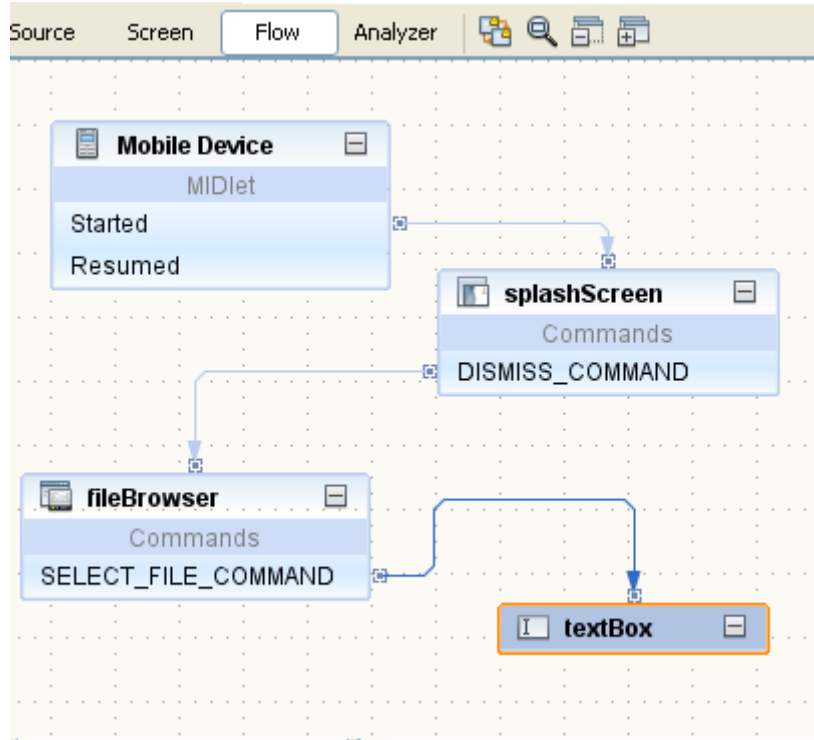 Source Screen Flow Analyzer
Mobile Device
MIDlet
Started
Resumed
splashScreen
Commands
DISMISS_COMMAND
fileBrowser
Commands
SELECT_FILE_COMMAND
textBox